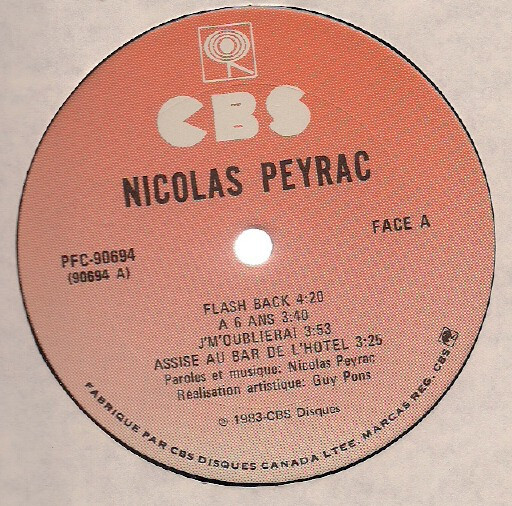 CBS
NICOLAS PEYRAC
FACE A
PFC-90694
(90694 A)
FLASH BACK 4:20
A 6 ANS 3:40
J'M'OUBLIERAI 3:53
ASSISE AU BAR DE L'HOTEL 3:25
Paroles et musique: Nicolas Peyrac
Réalisation artistique: Guy Pons
℗ 1983-CBS Disques
FABRIQUE PAR CBS DISQUES CANADA LTEE. MARCAS REG. CBS